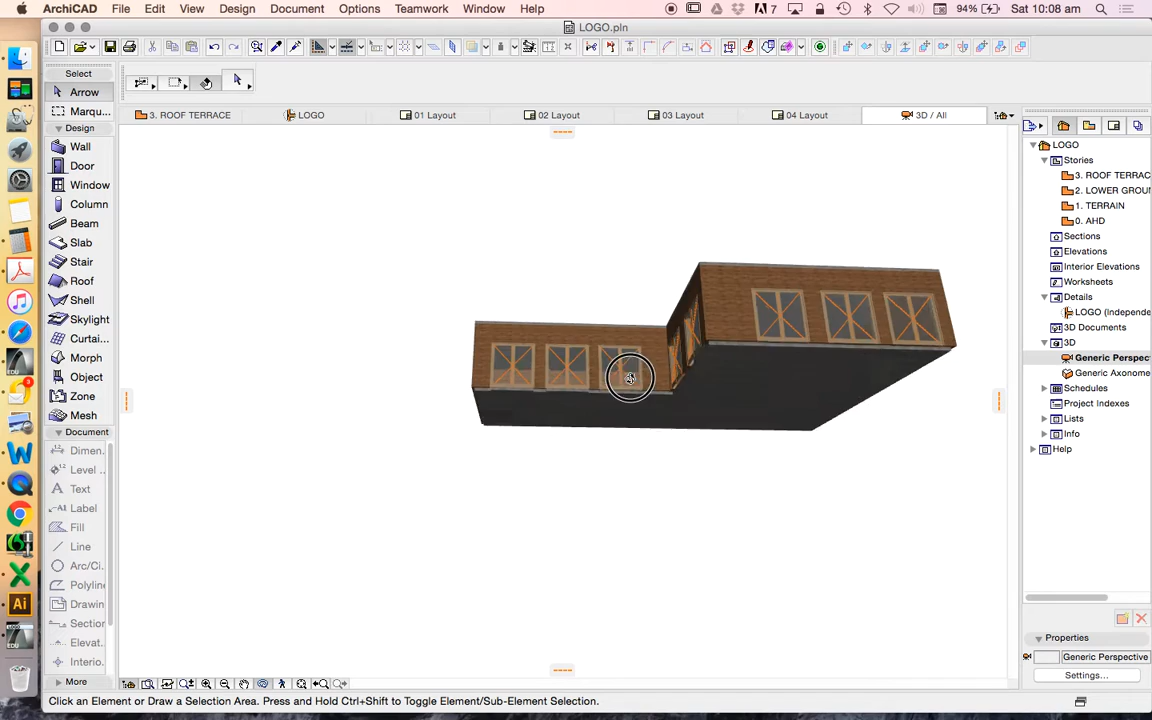 ArchiCAD File Edit View Design Document Options Teamwork Window Help 7 94% Sat 10:08 am
LOGO.pln
Select
Arrow
Marqu...
Design
Wall
Door
Window
Column
Beam
Slab
Stair
Roof
Shell
Skylight
Curtai...
Morph
Object
Zone
Mesh
Document
Dimen...
Level ...
Text
Label
Fill
Line
Arc/Ci...
Polylin
Drawin
Section
Elevat...
Interio...
More
3. ROOF TERRACE LOGO 01 Layout 02 Layout 03 Layout 04 Layout 3D / All
LOGO
Stories
3. ROOF TERRAC
2. LOWER GROUN
1. TERRAIN
0. AHD
Sections
Elevations
Interior Elevations
Worksheets
Details
LOGO (Independe
3D Documents
3D
Generic Perspec
Generic Axonome
Schedules
Project Indexes
Lists
Info
Help
Properties
Generic Perspective
Settings...
Click an Element or Draw a Selection Area. Press and Hold Ctrl+Shift to Toggle Element/Sub-Element Selection.